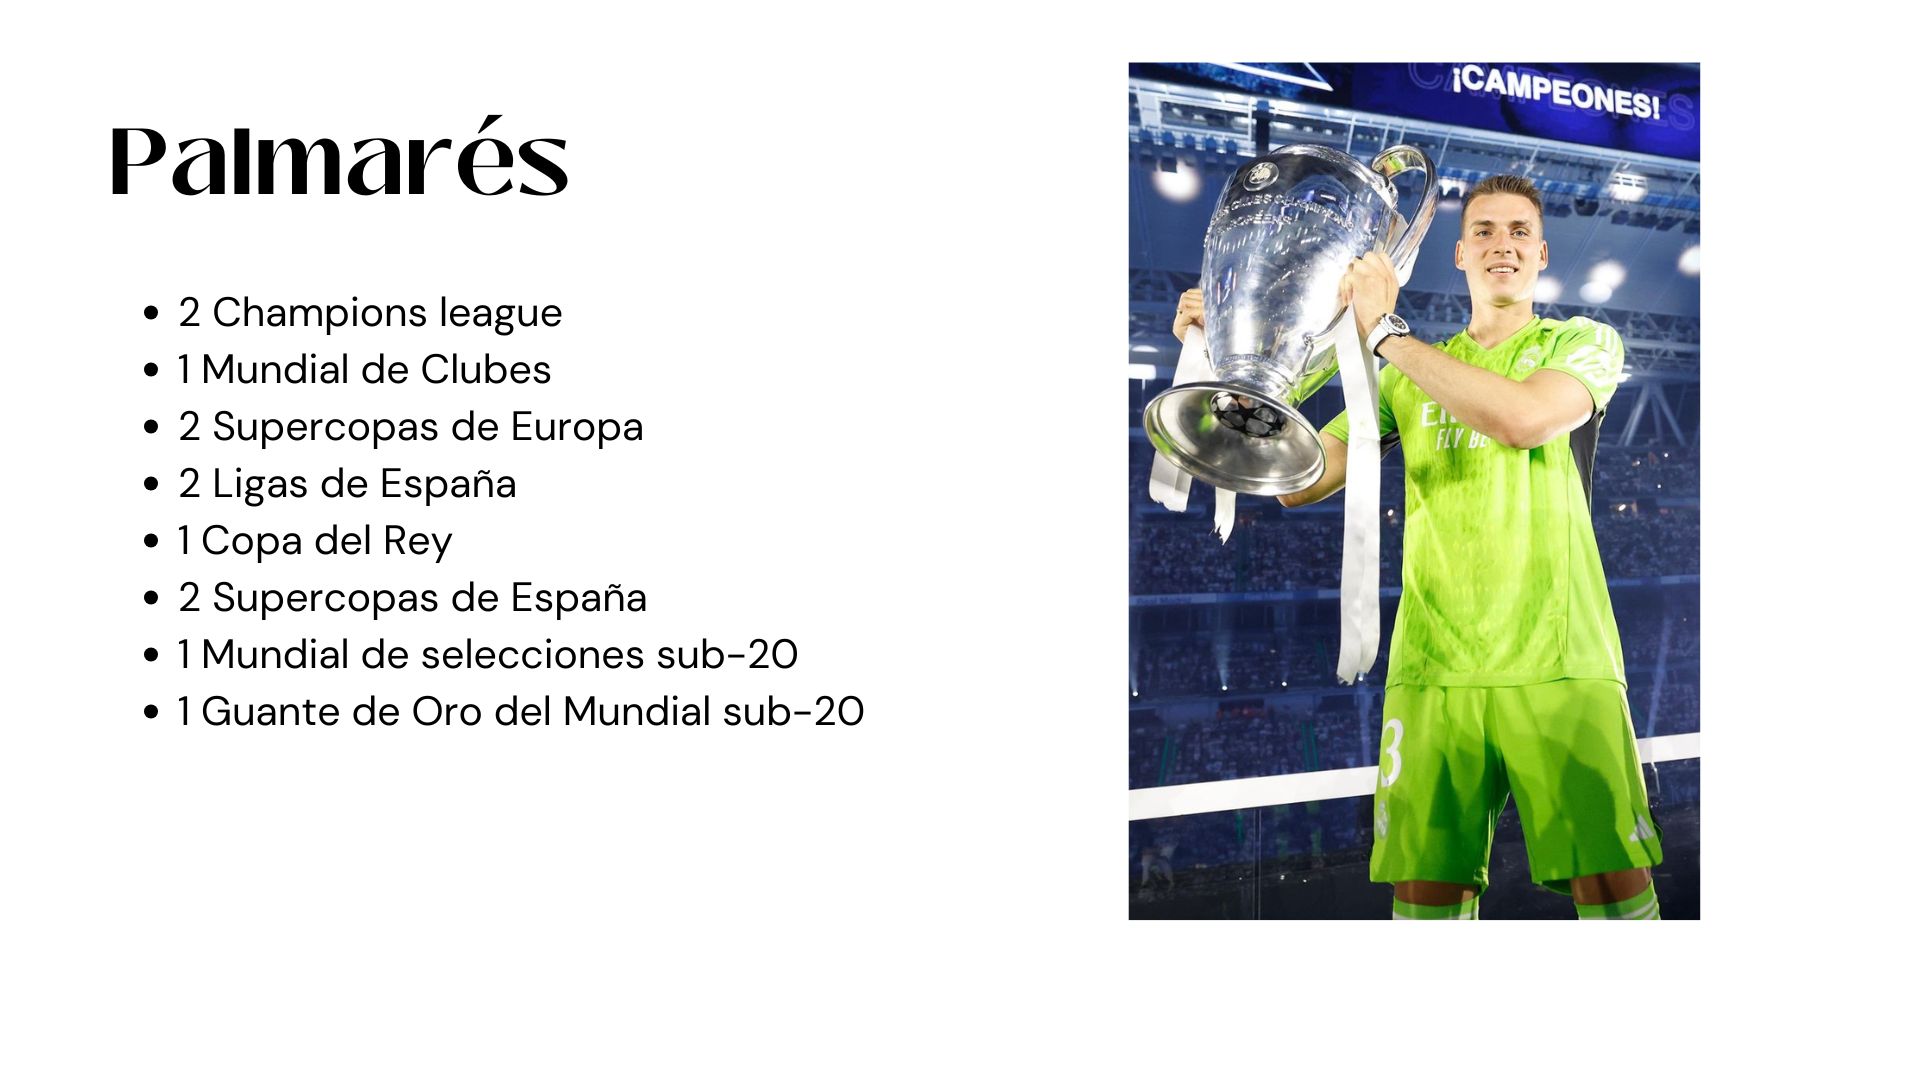 Palmarés
2 Champions league
1 Mundial de Clubes
2 Supercopas de Europa
2 Ligas de España
1 Copa del Rey
2 Supercopas de España
1 Mundial de selecciones sub-20
1 Guante de Oro del Mundial sub-20
¡CAMPEONES!
FLY
3